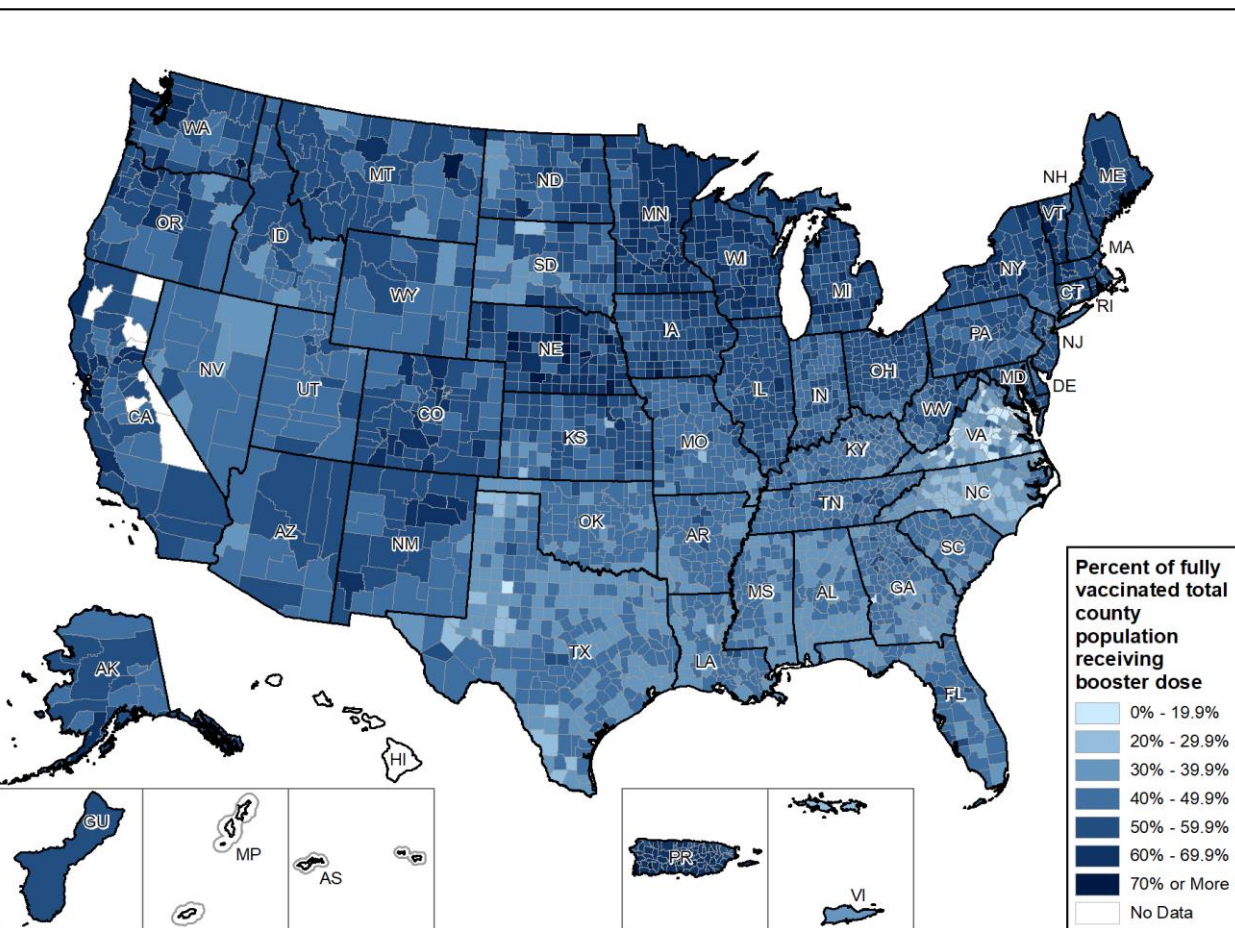 WA
MT
ND
MN
OR
ID
SD
WI
MI
NH
ME
VT
MA
NY
CT
RI
WY
IA
NE
PA
NJ
NV
UT
CO
IL
IN
OH
MD
DE
CA
KS
MO
WV
VA
KY
NC
AZ
NM
OK
AR
TN
SC
MS
AL
GA
TX
LA
FL
AK
HI
GU
MP
AS
PR
VI
Percent of fully
vaccinated total
county
population
receiving
booster dose
0% - 19.9%
20% - 29.9%
30% - 39.9%
40% - 49.9%
50% - 59.9%
60% - 69.9%
70% or More
No Data